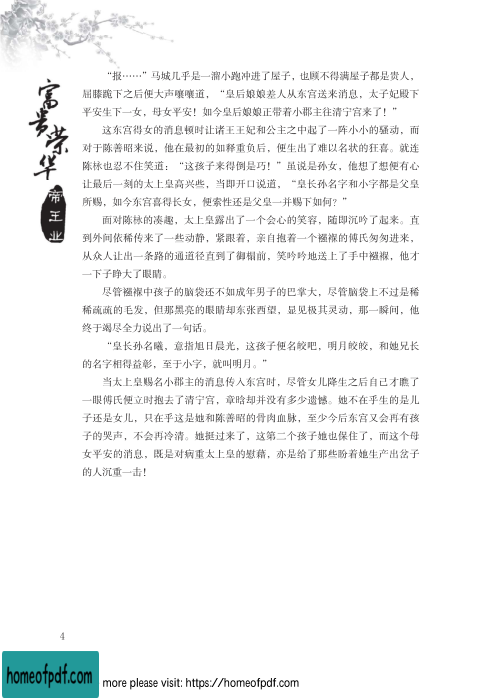 富贵荣华
帝王业
“报……”马城几乎是一溜小跑冲进了屋子，也顾不得满屋子都是贵人，
屈膝跪下之后便大声嚷嚷道，“皇后娘娘差人从东宫送来消息，太子妃殿下
平安生下一女，母女平安！如今皇后娘娘正带着小郡主往清宁宫来了！”
这东宫得女的消息顿时让诸王王妃和公主之中起了一阵小小的骚动，而
对于陈善昭来说，他在最初的如释重负后，便生出了难以名状的狂喜。就连
陈栐也忍不住笑道：“这孩子来得倒是巧！”虽说是孙女，他想了想便有心
让最后一刻的太上皇高兴些，当即开口说道，“皇长孙名字和小字都是父皇
所赐，如今东宫喜得长女，便索性还是父皇一并赐下如何？”
面对陈栐的凑趣，太上皇露出了一个会心的笑容，随即沉吟了起来。直
到外间依稀传来了一些动静，紧跟着，亲自抱着一个襁褓的傅氏匆匆进来，
从众人让出一条路的通道径直到了御榻前，笑吟吟地送上了手中襁褓，他才
一下子睁大了眼睛。
尽管襁褓中孩子的脑袋还不如成年男子的巴掌大，尽管脑袋上不过是稀
稀疏疏的毛发，但那黑亮的眼睛却东张西望，显见极其灵动，那一瞬间，他
终于竭尽全力说出了一句话。
“皇长孙名曦，意指旭日晨光，这孩子便名皎吧，明月皎皎，和她兄长
的名字相得益彰，至于小字，就叫明月。”
当太上皇赐名小郡主的消息传入东宫时，尽管女儿降生之后自己才瞧了
一眼傅氏便立时抱去了清宁宫，章晗却并没有多少遗憾。她不在乎生的是儿
子还是女儿，只在乎这是她和陈善昭的骨肉血脉，至少今后东宫又会再有孩
子的哭声，不会再冷清。她挺过来了，这第二个孩子她也保住了，而这个母
女平安的消息，既是对病重太上皇的慰藉，亦是给了那些盼着她生产出岔子
的人沉重一击！
4
homeofpdf.com
more please visit: https://homeofpdf.com